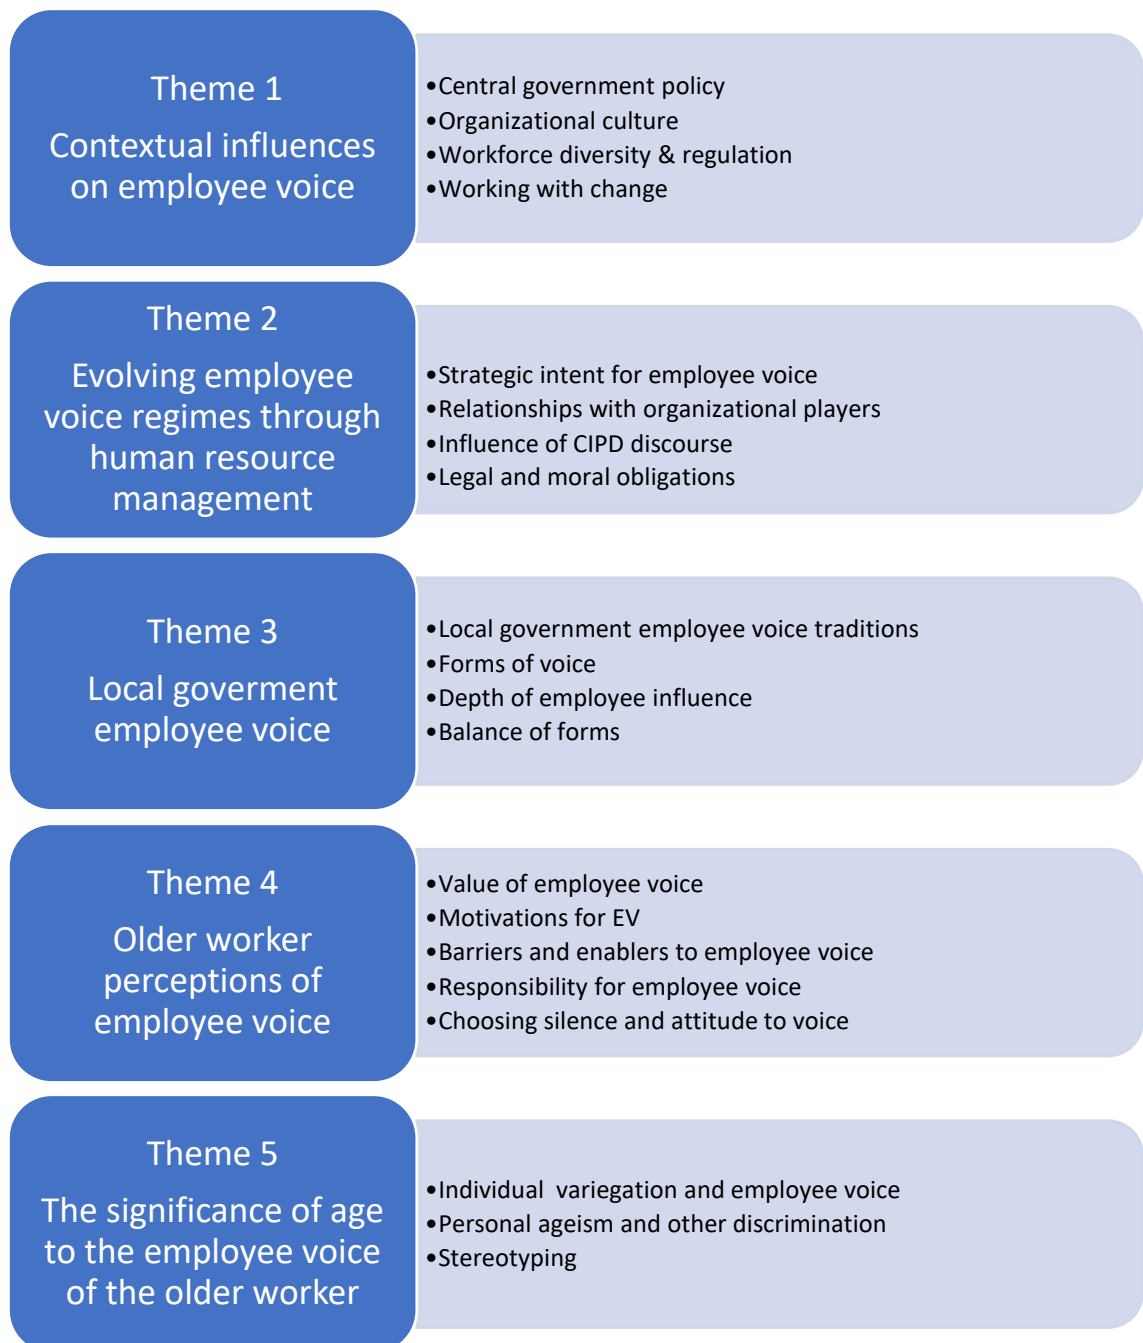 Theme 1
Contextual influences
on employee voice
•Central government policy
•Organizational culture
•Workforce diversity & regulation
•Working with change
Theme 2
Evolving employee
voice regimes through
human resource
management
•Strategic intent for employee voice
•Relationships with organizational players
•Influence of CIPD discourse
•Legal and moral obligations
Theme 3
Local goverment
employee voice
•Local government employee voice traditions
•Forms of voice
•Depth of employee influence
•Balance of forms
Theme 4
Older worker
perceptions of
employee voice
•Value of employee voice
•Motivations for EV
•Barriers and enablers to employee voice
•Responsibility for employee voice
•Choosing silence and attitude to voice
Theme 5
The significance of age
to the employee voice
of the older worker
•Individual  variegation and employee voice
•Personal ageism and other discrimination
•Stereotyping